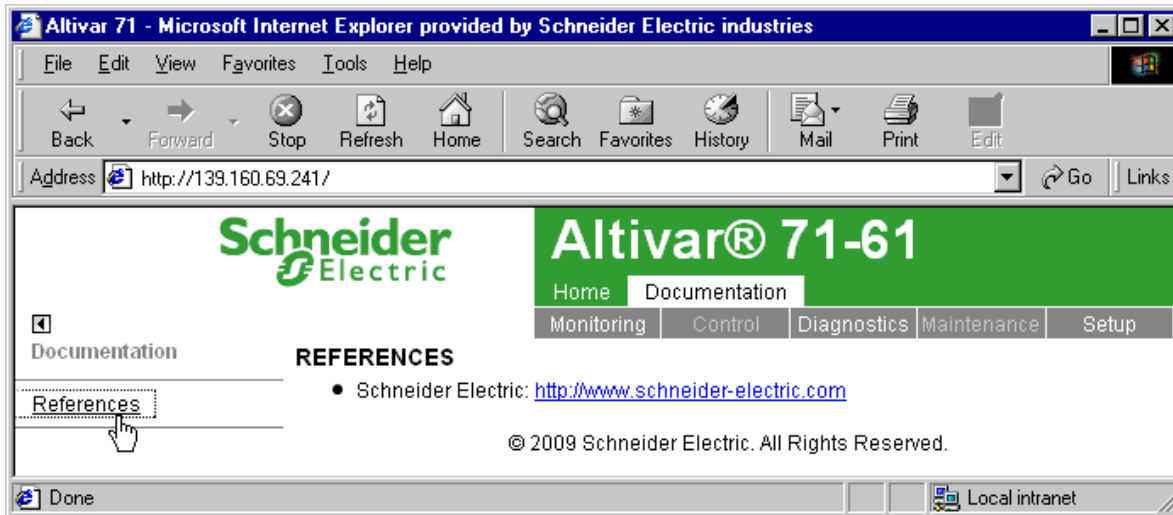 Altivar 71 - Microsoft Internet Explorer provided by Schneider Electric industries
File Edit View Favorites Tools Help
Back Forward Stop Refresh Home Search Favorites History Mail Print Edit
Address http://139.160.69.241/ Go Links
Schneider Electric
Altivar® 71-61
Home Documentation
Monitoring Control Diagnostics Maintenance Setup
Documentation
References
REFERENCES
• Schneider Electric: http://www.schneider-electric.com
© 2009 Schneider Electric. All Rights Reserved.
Done Local intranet